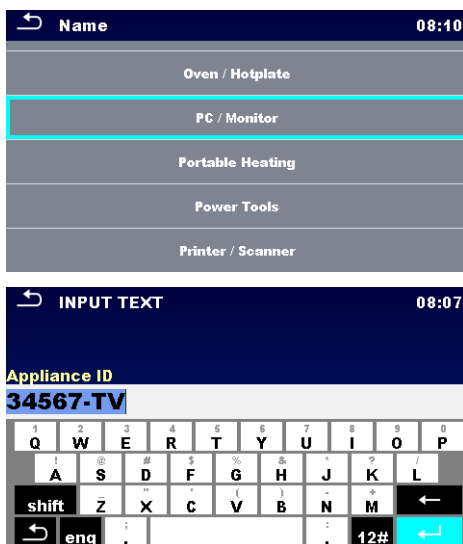 Name 08:10
Oven / Hotplate
PC / Monitor
Portable Heating
Power Tools
Printer / Scanner
INPUT TEXT 08:07
Appliance ID
34567-TV
1 2 3 4 5 6 7 8 9 0
Q W E R T Y U I O P
! @ # $ % & * ? /
A S D F G H J K L
shift Z X C V B N M
eng , . 12#